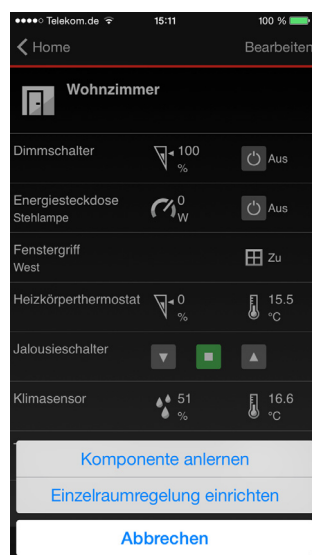 Telekom.de 15:11 100 %
Home Bearbeiten
Wohnzimmer
Dimmschalter 100 % Aus
Energiesteckdose 0 W Aus
Stehlampe
Fenstergriff Zu
West
Heizkörperthermostat 0 % 15.5 °C
Jalousieschalter
Klimasensor 51 % 16.6 °C
Komponente anlernen
Einzelraumregelung einrichten
Abbrechen